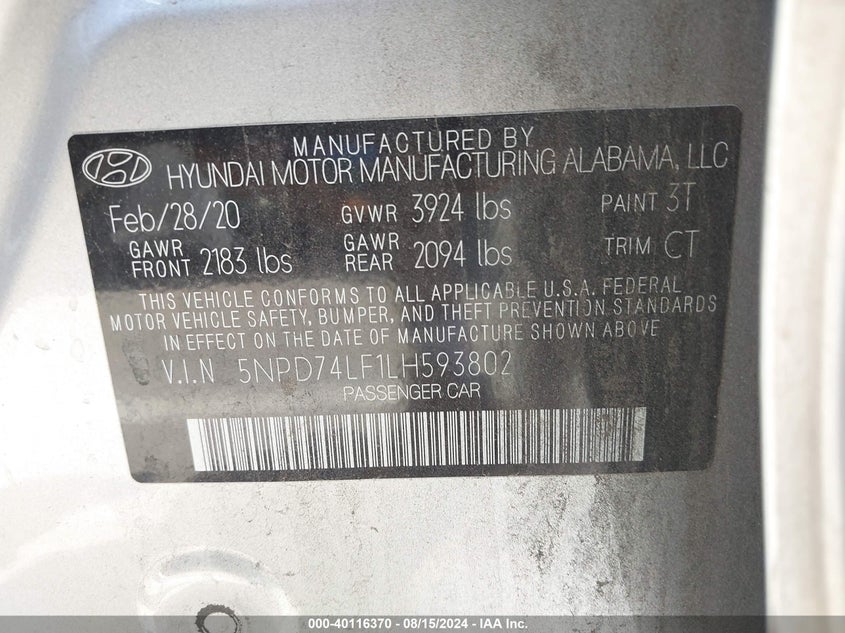 MANUFACTURED BY
HYUNDAI MOTOR MANUFACTURING ALABAMA, LLC
Feb/28/20 GVWR 3924 lbs PAINT 3T
GAWR FRONT 2183 lbs GAWR REAR 2094 lbs TRIM CT
THIS VEHICLE CONFORMS TO ALL APPLICABLE U.S.A. FEDERAL
MOTOR VEHICLE SAFETY, BUMPER, AND THEFT PREVENTION STANDARDS
IN EFFECT ON THE DATE OF MANUFACTURE SHOWN ABOVE
V.I.N 5NPD74LF1LH593802
PASSENGER CAR
000-40116370 - 08/15/2024 - IAA Inc.